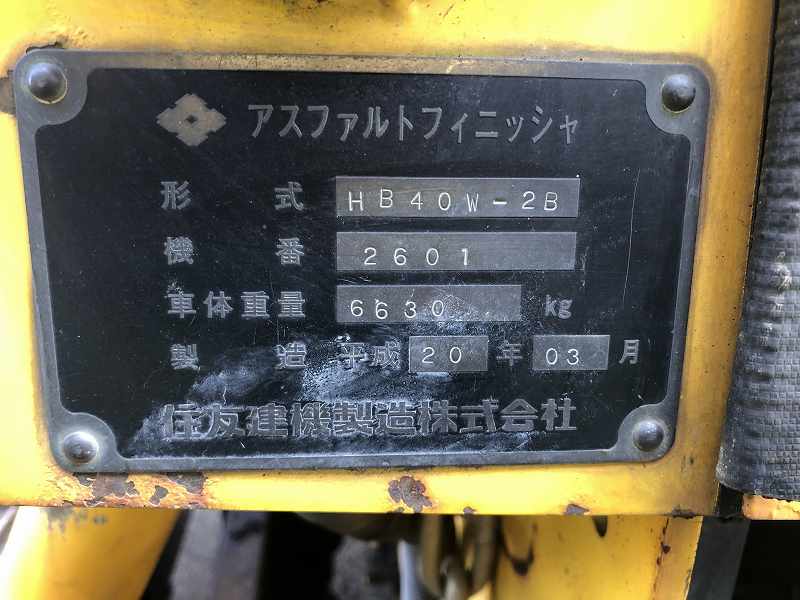 アスファルトフィニッシャ
形式 HB40W-2B
機番 2601
車体重量 6630 kg
製造 平成 20 年 03 月
住友建機製造株式会社